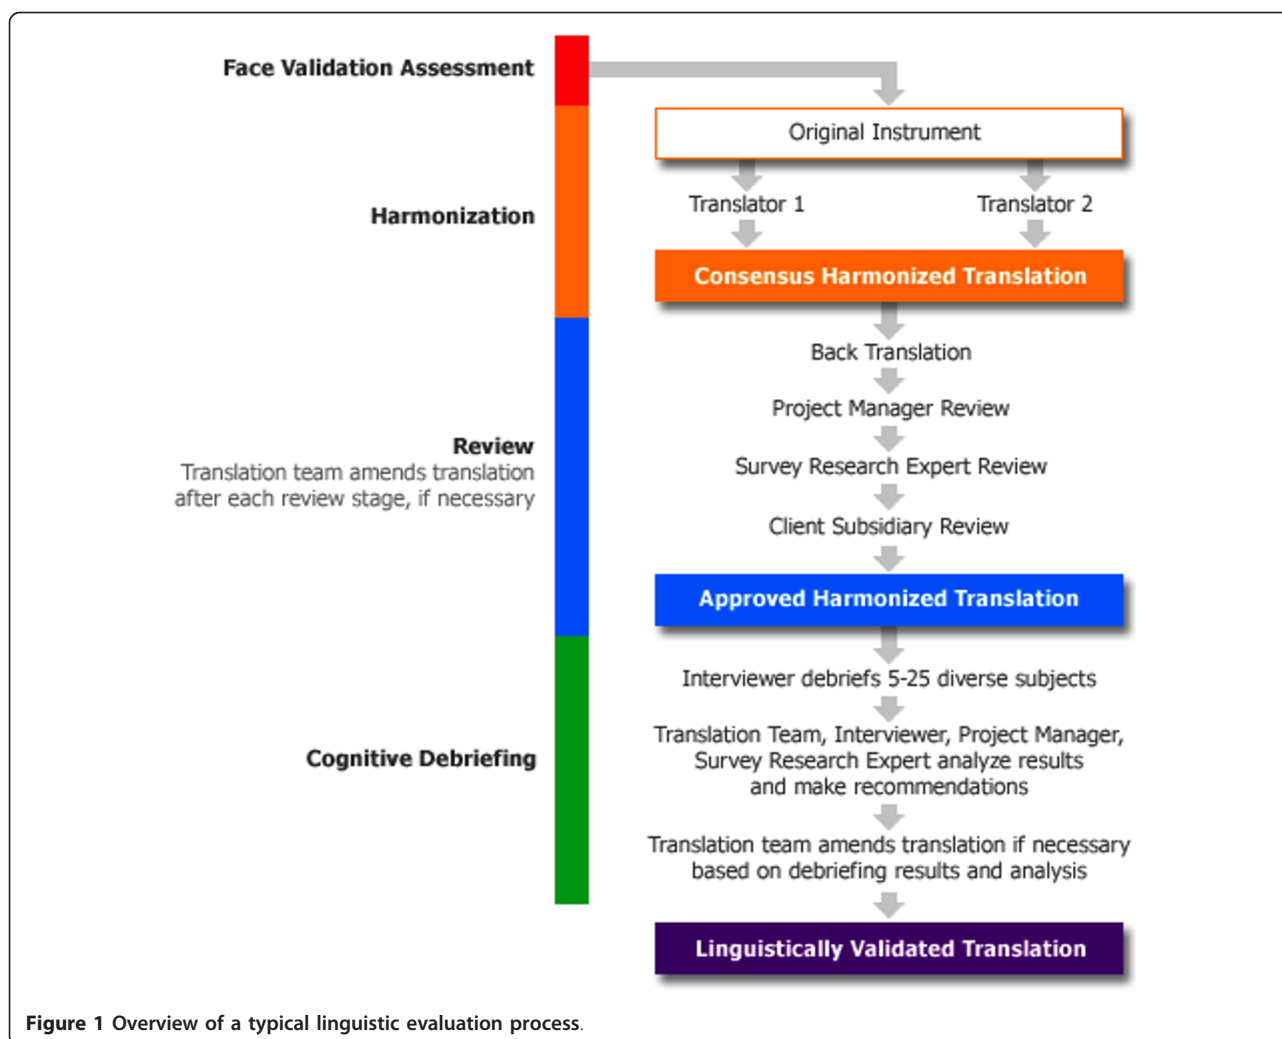 Face Validation Assessment
Original Instrument
Harmonization
Translator 1
Translator 2
Consensus Harmonized Translation
Back Translation
Project Manager Review
Review
Translation team amends translation
after each review stage, if necessary
Survey Research Expert Review
Client Subsidiary Review
Approved Harmonized Translation
Interviewer debriefs 5-25 diverse subjects
Cognitive Debriefing
Translation Team, Interviewer, Project Manager,
Survey Research Expert analyze results
and make recommendations
Translation team amends translation if necessary
based on debriefing results and analysis
Linguistically Validated Translation
Figure 1 Overview of a typical linguistic evaluation process.